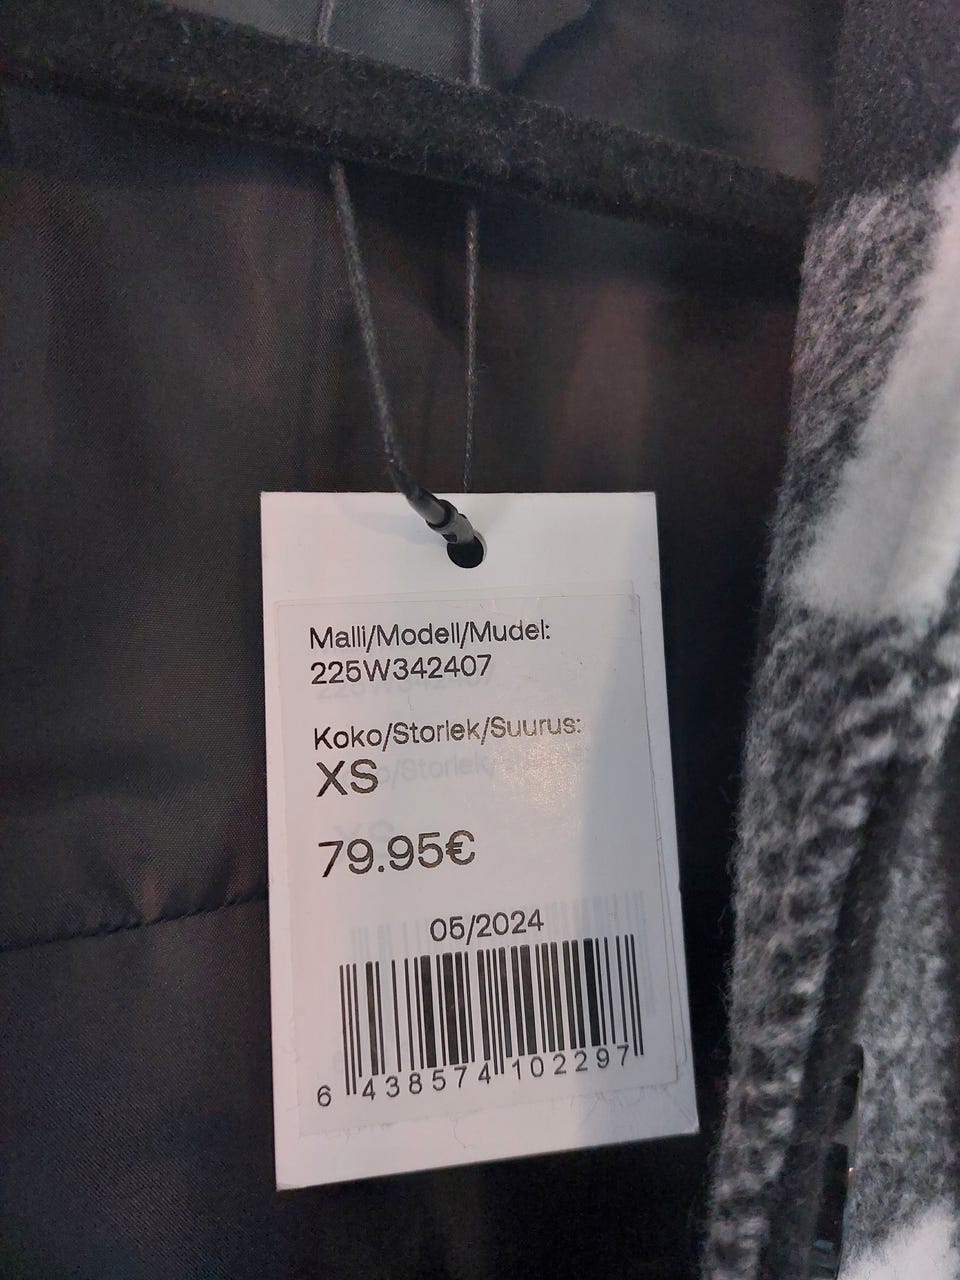 Malli/Modell/Mudel:
225W342407
Koko/Storlek/Suurus:
XS
79.95€
05/2024
6 438574 102297